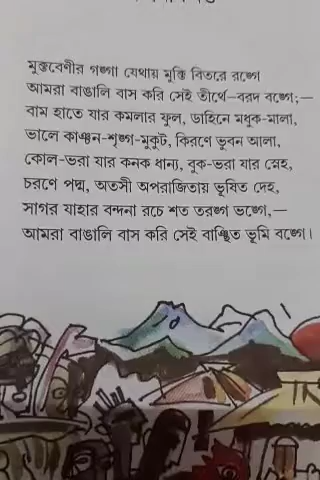 মুক্তবেণীর গঙ্গা যেথায় মুক্তি বিতরে রঙ্গে
আমরা বাঙালি বাস করি সেই তীর্থে—বরদ বঙ্গে;—
বাম হাতে যার কমলার ফুল, ডাহিনে মধুক-মালা,
ভালে কাঞ্চন-শৃঙ্গ-মুকুট, কিরণে ভুবন আলা,
কোল-ভরা যার কনক ধান্য, বুক-ভরা যার স্নেহ,
চরণে পদ্ম, অতসী অপরাজিতায় ভূষিত দেহ,
সাগর যাহার বন্দনা রচে শত তরঙ্গ ভঙ্গে,—
আমরা বাঙালি বাস করি সেই বাঞ্ছিত ভূমি বঙ্গে।